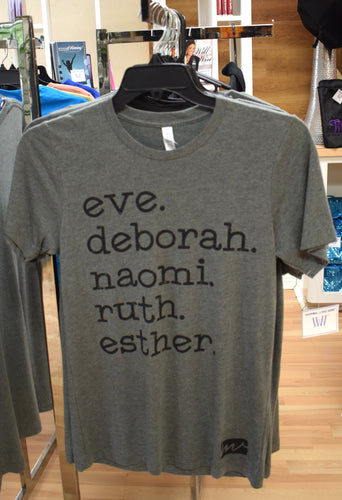 eve.
deborah.
naomi.
ruth.
esther.